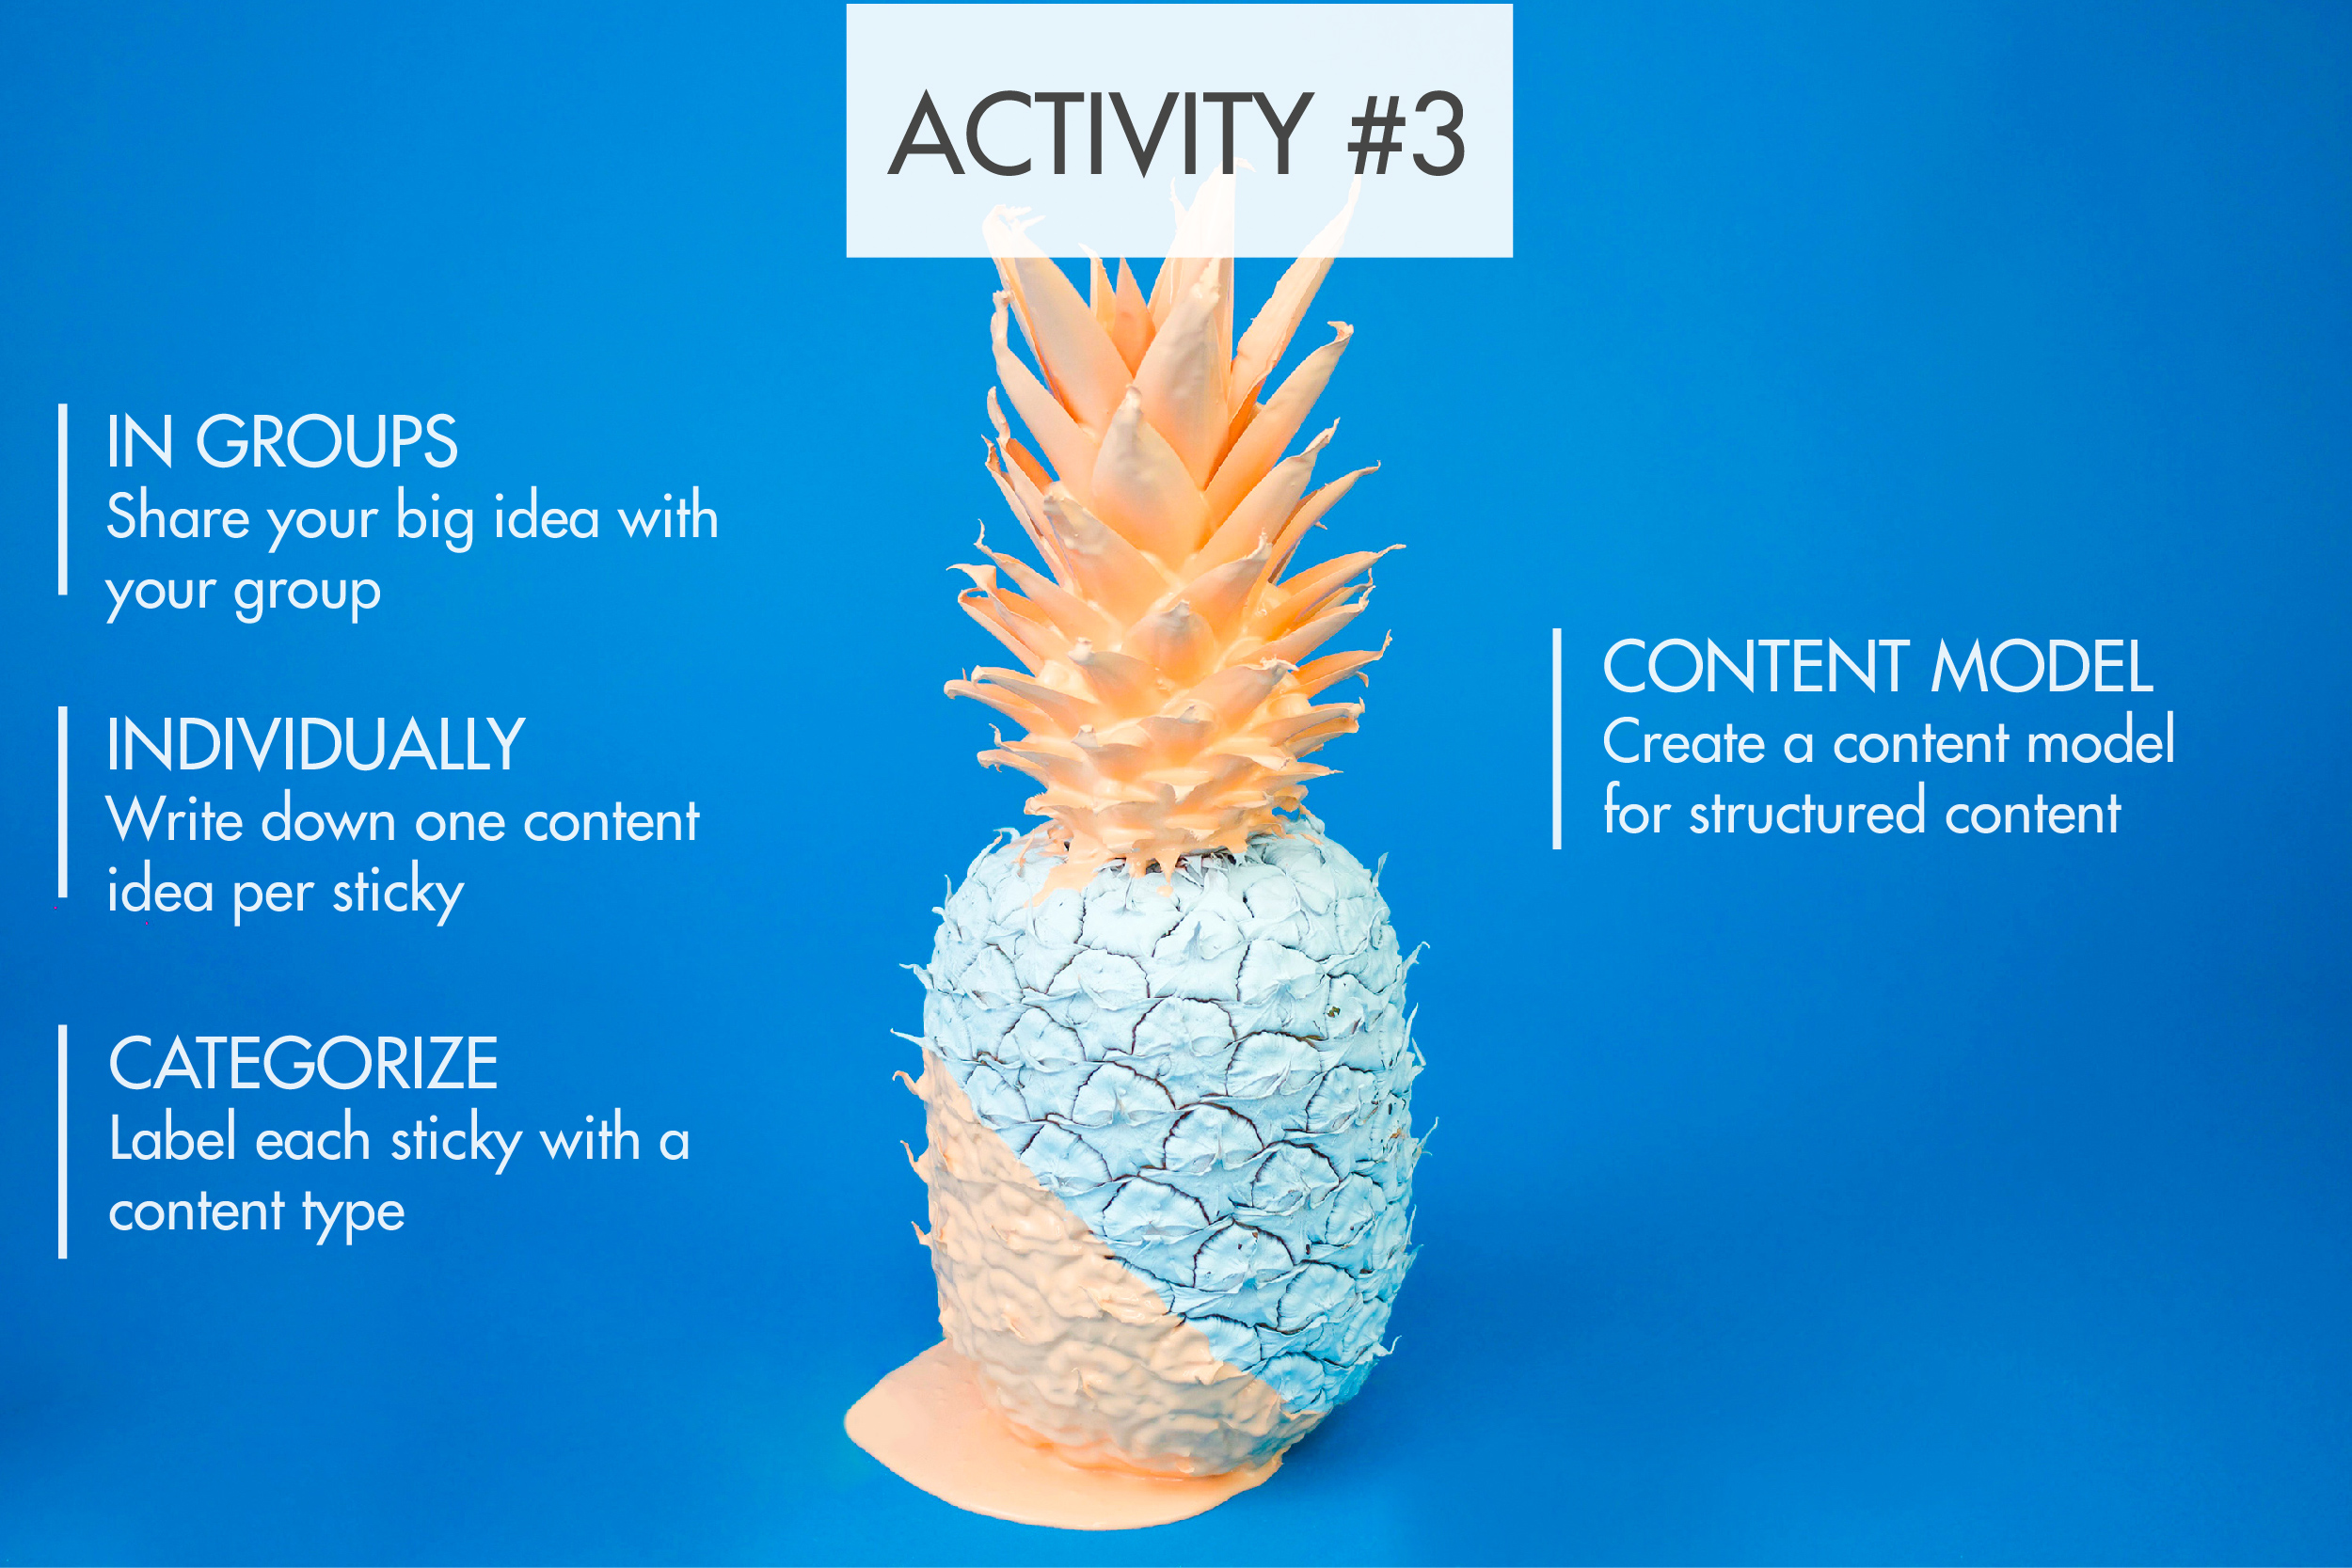 ACTIVITY #3
IN GROUPS
Share your big idea with
your group
INDIVIDUALLY
Write down one content
idea per sticky
CATEGORIZE
Label each sticky with a
content type
CONTENT MODEL
Create a content model
for structured content